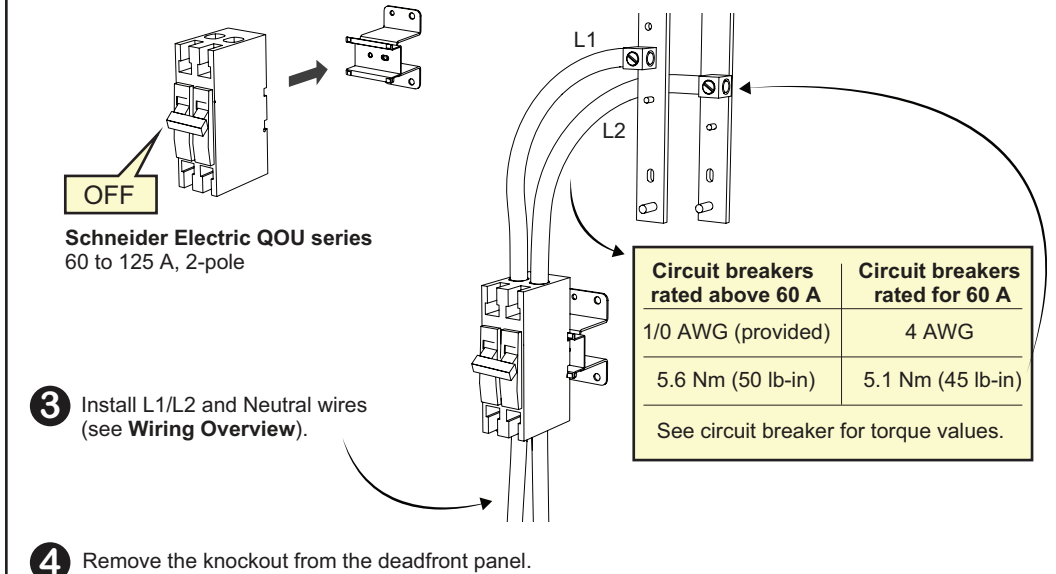 L1
L2
OFF
Schneider Electric QOU series
60 to 125 A, 2-pole
Circuit breakers rated above 60 A
Circuit breakers rated for 60 A
1/0 AWG (provided)
4 AWG
5.6 Nm (50 lb-in)
5.1 Nm (45 lb-in)
See circuit breaker for torque values.
3 Install L1/L2 and Neutral wires
(see Wiring Overview).
4 Remove the knockout from the deadfront panel.